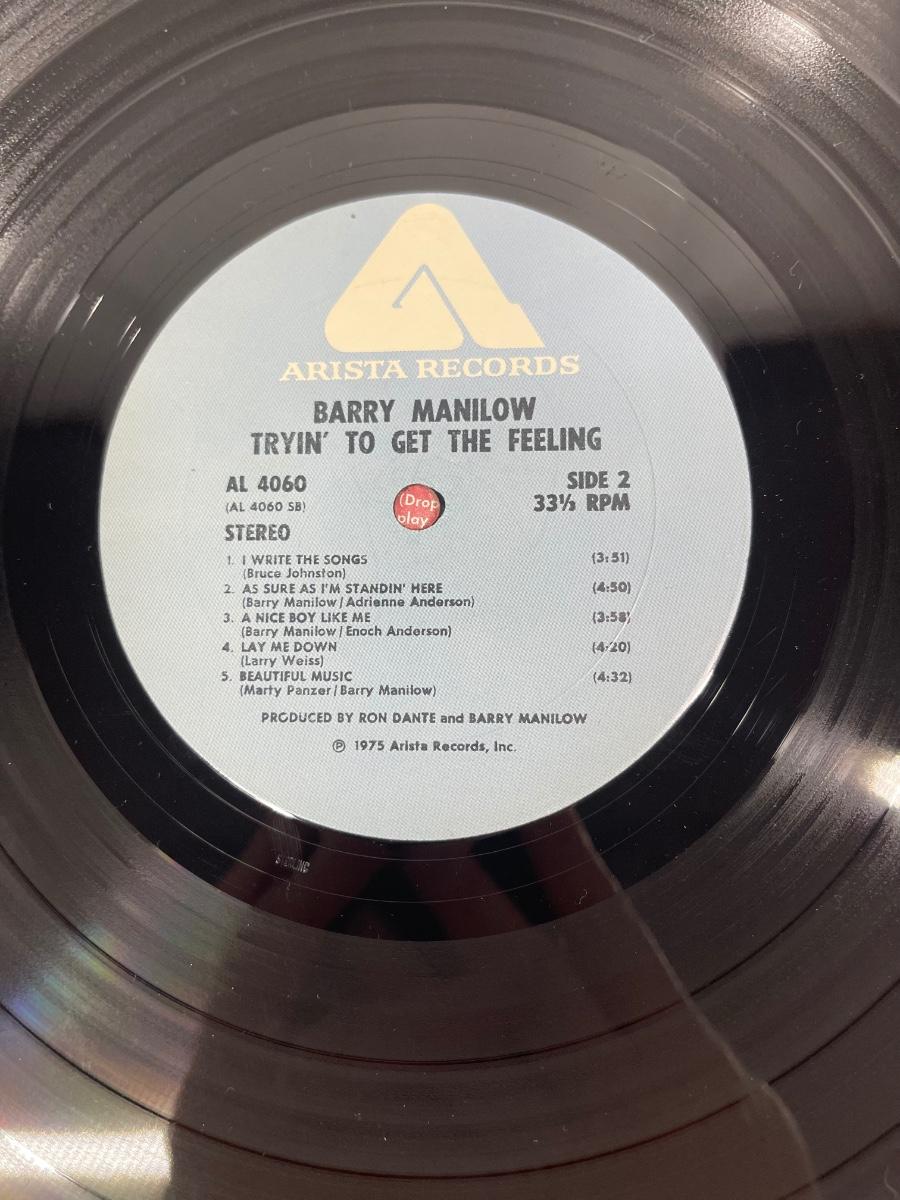 ARISTA RECORDS
BARRY MANILOW
TRYIN' TO GET THE FEELING
AL 4060 SIDE 2
(AL 4060 SB) 33⅓ RPM
STEREO
(Drop
play
1. I WRITE THE SONGS (3:51)
(Bruce Johnston)
2. AS SURE AS I'M STANDIN' HERE (4:50)
(Barry Manilow/Adrienne Anderson)
3. A NICE BOY LIKE ME (3:58)
(Barry Manilow/Enoch Anderson)
4. LAY ME DOWN (4:20)
(Larry Weiss)
5. BEAUTIFUL MUSIC (4:32)
(Marty Panzer/Barry Manilow)
PRODUCED BY RON DANTE and BARRY MANILOW
℗ 1975 Arista Records, Inc.
STERLING